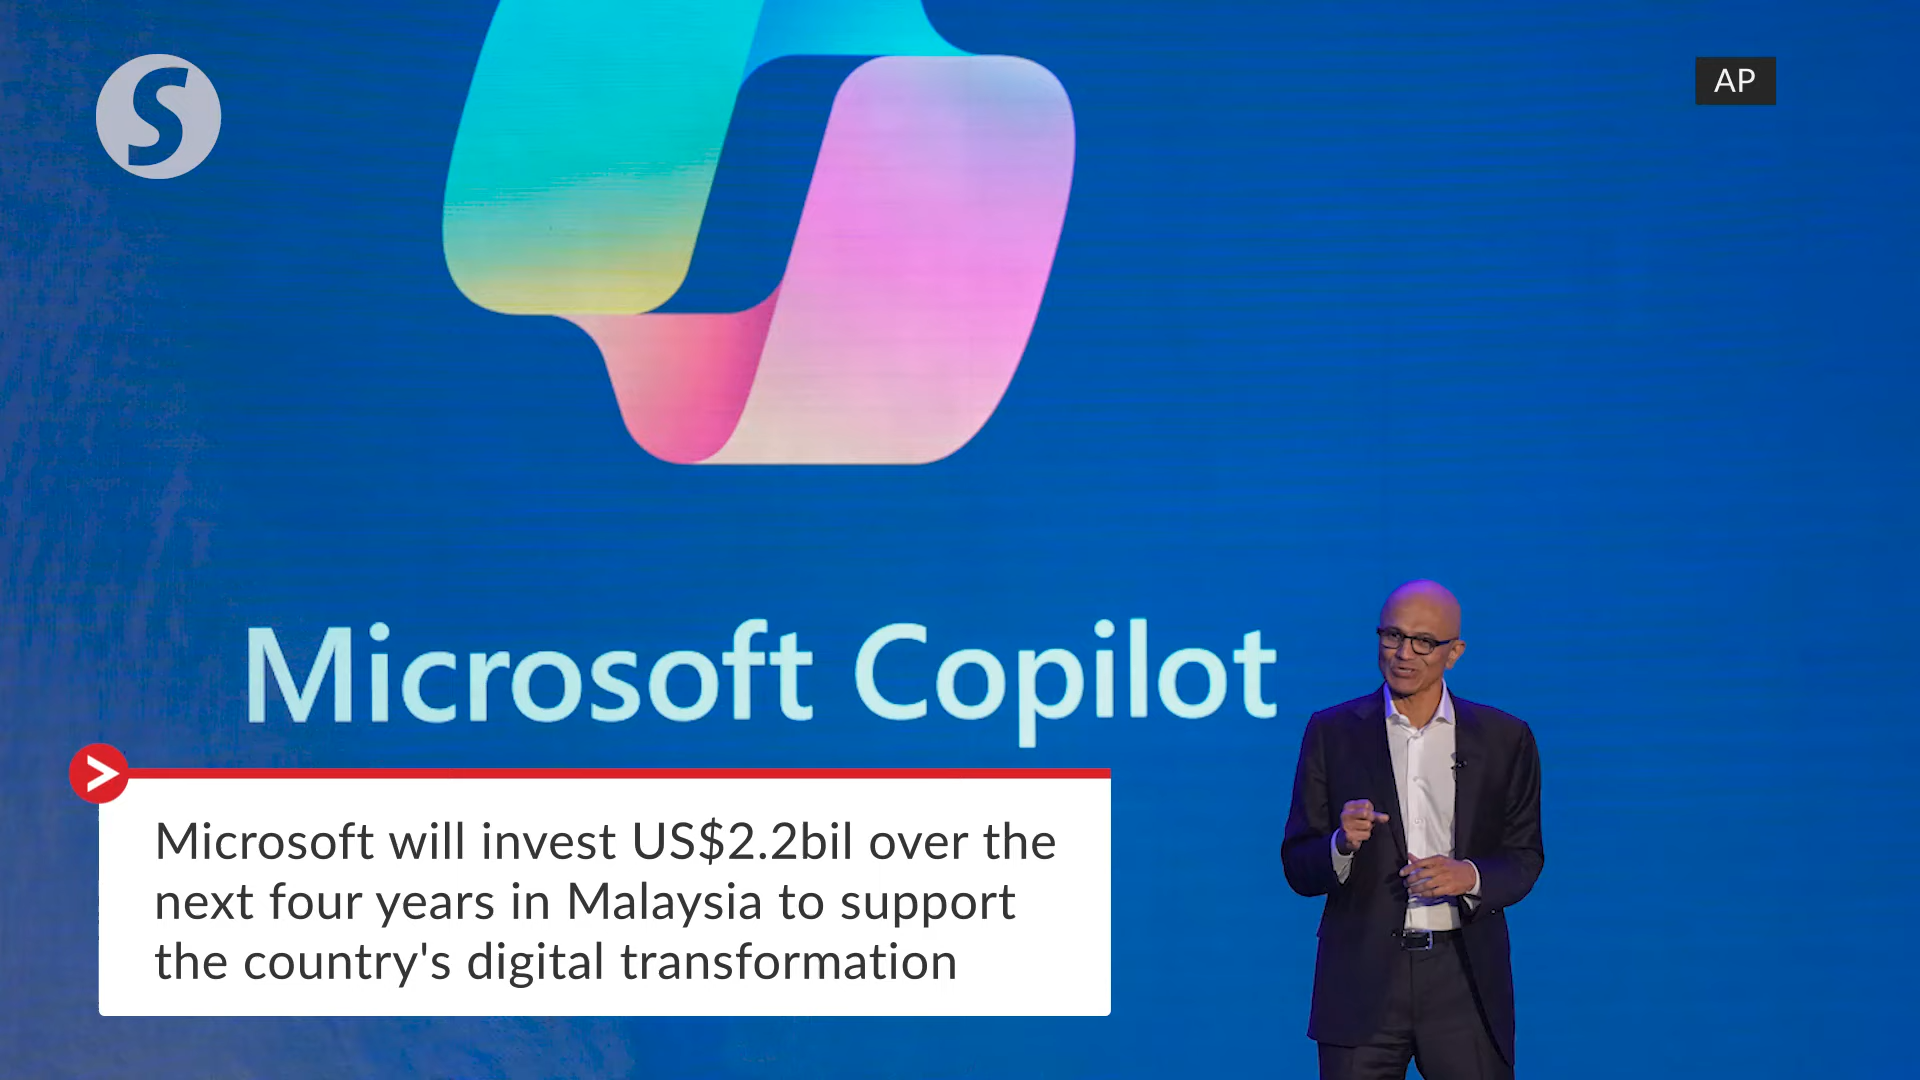 S
AP
Microsoft Copilot
Microsoft will invest US$2.2bil over the
next four years in Malaysia to support
the country's digital transformation